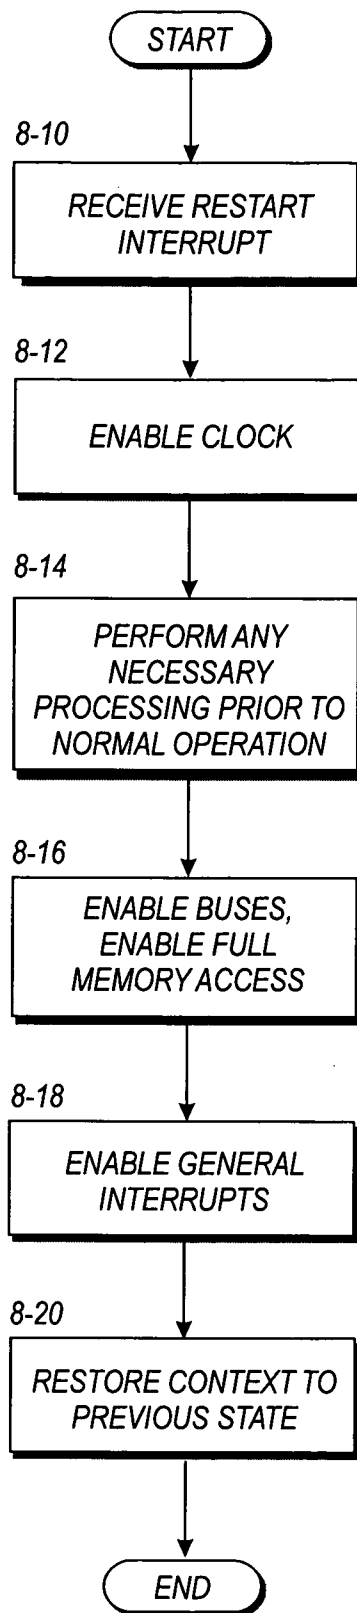 START
8-10
RECEIVE RESTART
INTERRUPT
8-12
ENABLE CLOCK
8-14
PERFORM ANY
NECESSARY
PROCESSING PRIOR TO
NORMAL OPERATION
8-16
ENABLE BUSES,
ENABLE FULL
MEMORY ACCESS
8-18
ENABLE GENERAL
INTERRUPTS
8-20
RESTORE CONTEXT TO
PREVIOUS STATE
END